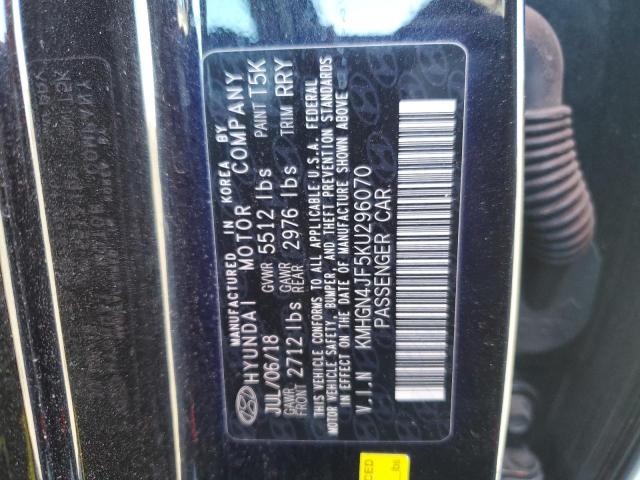 MANUFACTURED IN KOREA BY
HYUNDAI MOTOR COMPANY
JUL/06/18 GVWR 5512 lbs PAINT T5K
GAWR FRONT 2712 lbs GAWR REAR 2976 lbs TRIM RRY
THIS VEHICLE CONFORMS TO ALL APPLICABLE U.S.A. FEDERAL
MOTOR VEHICLE SAFETY, BUMPER, AND THEFT PREVENTION STANDARDS
IN EFFECT ON THE DATE OF MANUFACTURE SHOWN ABOVE
V.I.N KMHGN4JF5KU296070
PASSENGER CAR
lbs